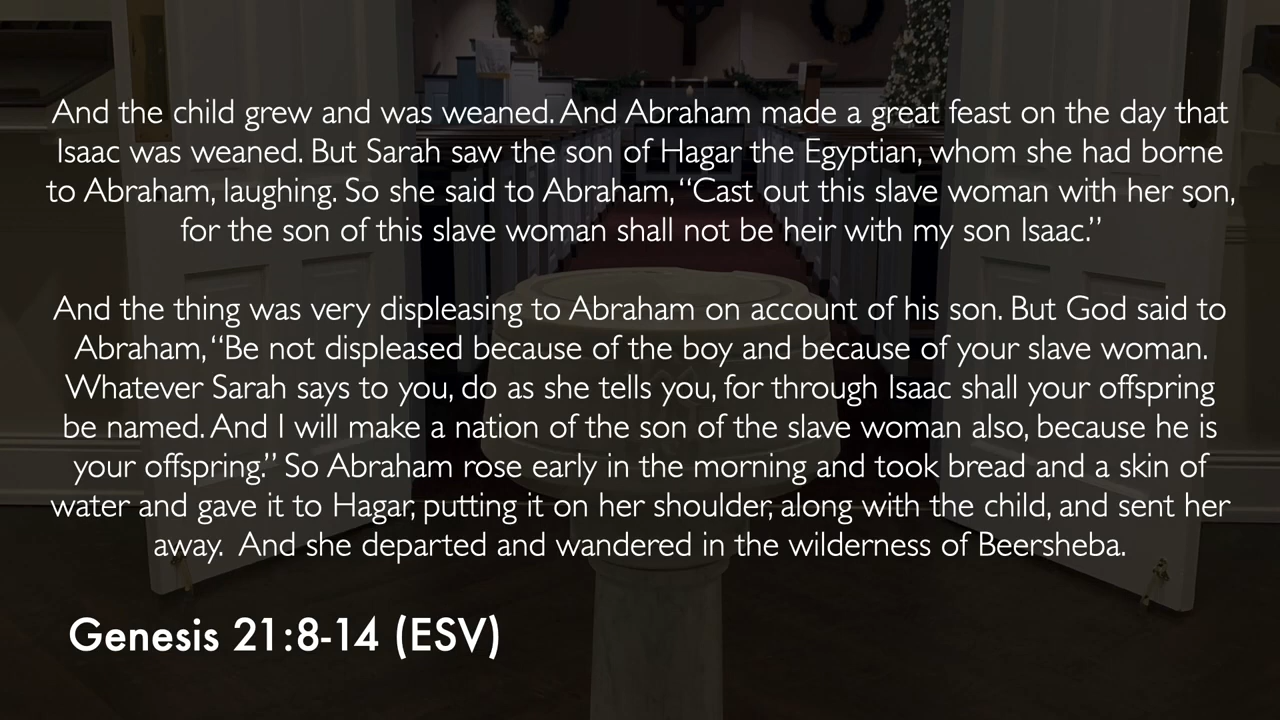 And the child grew and was weaned. And Abraham made a great feast on the day that
Isaac was weaned. But Sarah saw the son of Hagar the Egyptian, whom she had borne
to Abraham, laughing. So she said to Abraham, “Cast out this slave woman with her son,
for the son of this slave woman shall not be heir with my son Isaac.”
And the thing was very displeasing to Abraham on account of his son. But God said to
Abraham, “Be not displeased because of the boy and because of your slave woman.
Whatever Sarah says to you, do as she tells you, for through Isaac shall your offspring
be named. And I will make a nation of the son of the slave woman also, because he is
your offspring.” So Abraham rose early in the morning and took bread and a skin of
water and gave it to Hagar, putting it on her shoulder, along with the child, and sent her
away.  And she departed and wandered in the wilderness of Beersheba.
Genesis 21:8-14 (ESV)